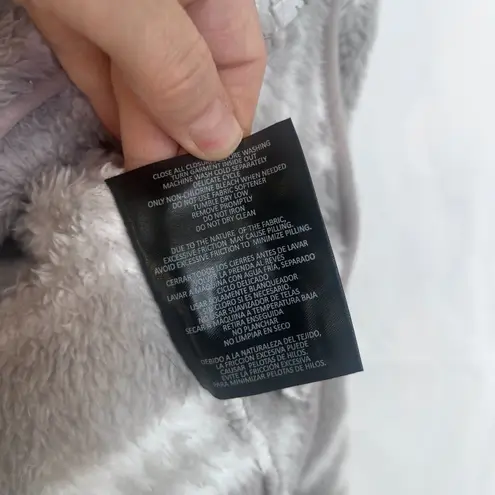 CLOSE ALL CLOSURES BEFORE WASHING
TURN GARMENT INSIDE OUT
MACHINE WASH COLD SEPARATELY
DELICATE CYCLE
ONLY NON-CHLORINE BLEACH WHEN NEEDED
DO NOT USE FABRIC SOFTENER
TUMBLE DRY LOW
REMOVE PROMPTLY
DO NOT IRON
DO NOT DRY CLEAN
DUE TO THE NATURE OF THE FABRIC,
EXCESSIVE FRICTION MAY CAUSE PILLING.
AVOID EXCESSIVE FRICTION TO MINIMIZE PILLING.
CERRAR TODOS LOS CIERRES ANTES DE LAVAR
VOLTEAR LA PRENDA AL REVES
LAVAR A MAQUINA CON AGUA FRIA, SEPARADO
CICLO DELICADO
USAR SOLAMENTE BLANQUEADOR
SIN CLORO SI ES NECESARIO.
NO USAR SUAVIZADOR DE TELAS
SECAR A MAQUINA A TEMPERATURA BAJA
RETIRA ENSEGUIDA
NO PLANCHAR
NO LIMPIAR EN SECO
DEBIDO A LA NATURALEZA DEL TEJIDO,
LA FRICCIÓN EXCESIVA PUEDE
CAUSAR PELOTAS DE HILOS.
EVITE LA FRICCIÓN EXCESIVA
PARA MINIMIZAR PELOTAS DE HILOS.